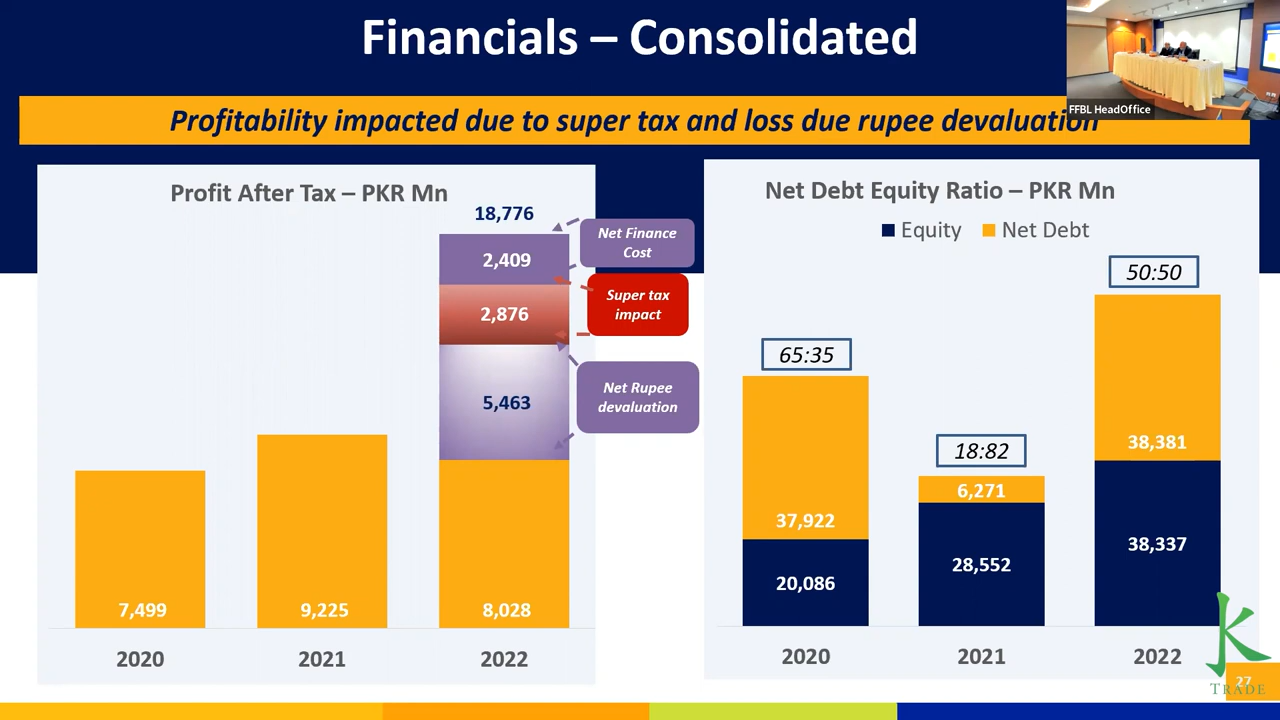 Financials – Consolidated
FFBL HeadOffice
Profitability impacted due to super tax and loss due rupee devaluation
Profit After Tax – PKR Mn
18,776
2,409
2,876
5,463
7,499
9,225
8,028
2020
2021
2022
Net Finance
Cost
Super tax
impact
Net Rupee
devaluation
Net Debt Equity Ratio – PKR Mn
Equity
Net Debt
65:35
18:82
50:50
37,922
20,086
6,271
28,552
38,381
38,337
2020
2021
2022
K
TRADE
27